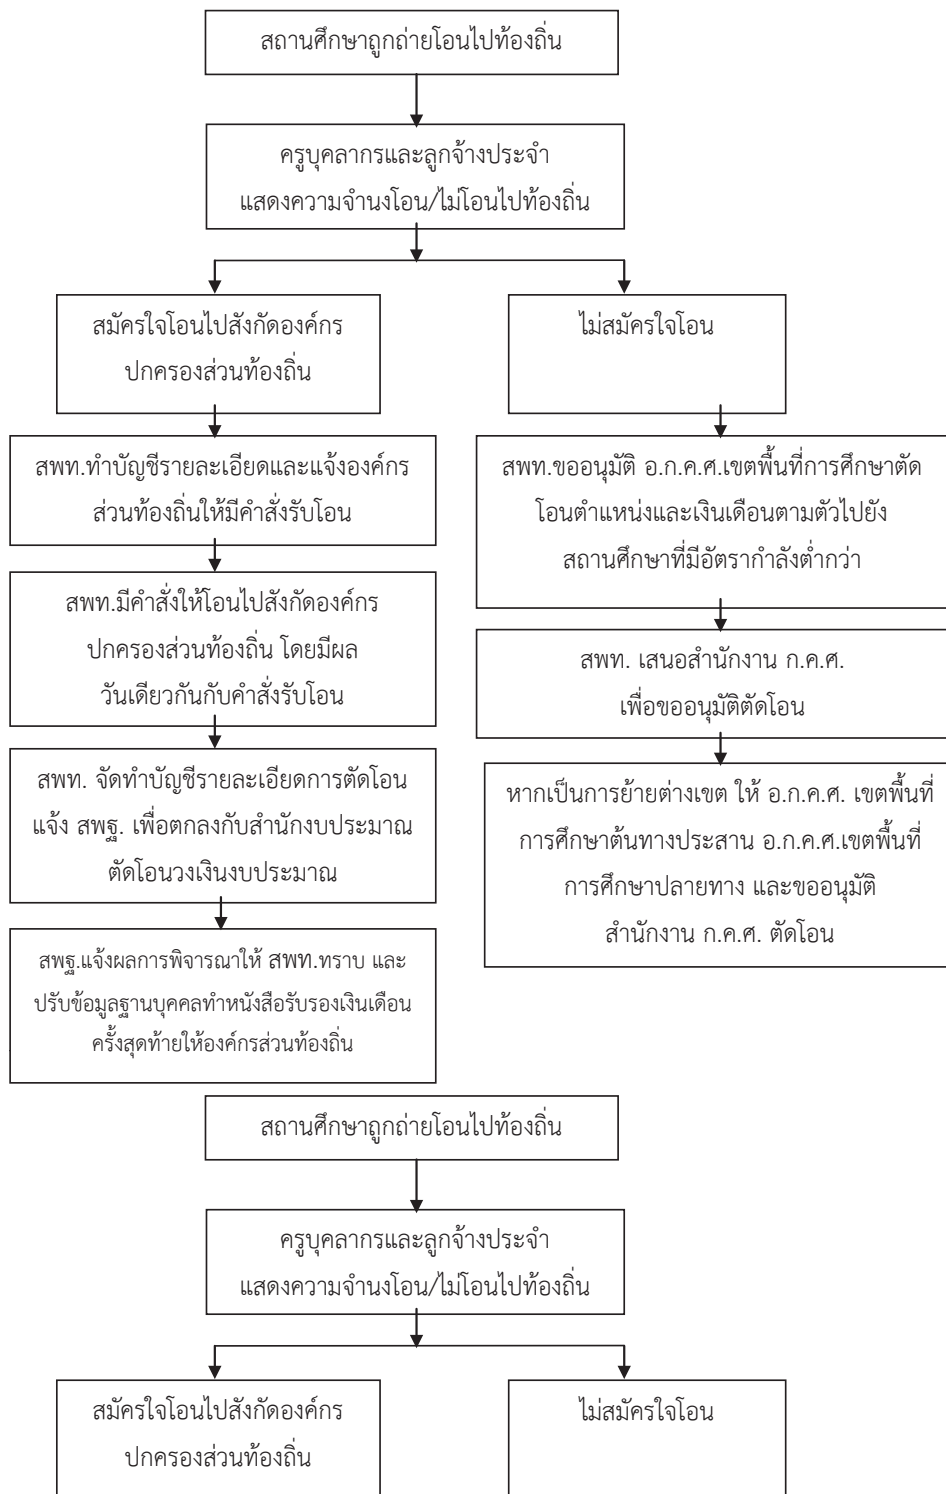 สถานศึกษาถูกถ่ายโอนไปท้องถิ่น
ครูบุคลากรและลูกจ้างประจำ
แสดงความจำนงโอน/ไม่โอนไปท้องถิ่น
สมัครใจโอนไปสังกัดองค์กร
ปกครองส่วนท้องถิ่น
ไม่สมัครใจโอน
สพท.ทำบัญชีรายละเอียดและแจ้งองค์กร
ส่วนท้องถิ่นให้มีคำสั่งรับโอน
สพท.มีคำสั่งให้โอนไปสังกัดองค์กร
ปกครองส่วนท้องถิ่น โดยมีผล
วันเดียวกันกับคำสั่งรับโอน
สพท. จัดทำบัญชีรายละเอียดการตัดโอน
แจ้ง สพฐ. เพื่อตกลงกับสำนักงบประมาณ
ตัดโอนวงเงินงบประมาณ
สพฐ.แจ้งผลการพิจารณาให้ สพท.ทราบ และ
ปรับข้อมูลฐานบุคคลทำหนังสือรับรองเงินเดือน
ครั้งสุดท้ายให้องค์กรส่วนท้องถิ่น
สพท.ขออนุมัติ อ.ก.ค.ศ.เขตพื้นที่การศึกษาตัด
โอนตำแหน่งและเงินเดือนตามตัวไปยัง
สถานศึกษาที่มีอัตรากำลังต่ำกว่า
สพท. เสนอสำนักงาน ก.ค.ศ.
เพื่อขออนุมัติตัดโอน
หากเป็นการย้ายต่างเขต ให้ อ.ก.ค.ศ. เขตพื้นที่
การศึกษาต้นทางประสาน อ.ก.ค.ศ.เขตพื้นที่
การศึกษาปลายทาง และขออนุมัติ
สำนักงาน ก.ค.ศ. ตัดโอน
สถานศึกษาถูกถ่ายโอนไปท้องถิ่น
ครูบุคลากรและลูกจ้างประจำ
แสดงความจำนงโอน/ไม่โอนไปท้องถิ่น
สมัครใจโอนไปสังกัดองค์กร
ปกครองส่วนท้องถิ่น
ไม่สมัครใจโอน